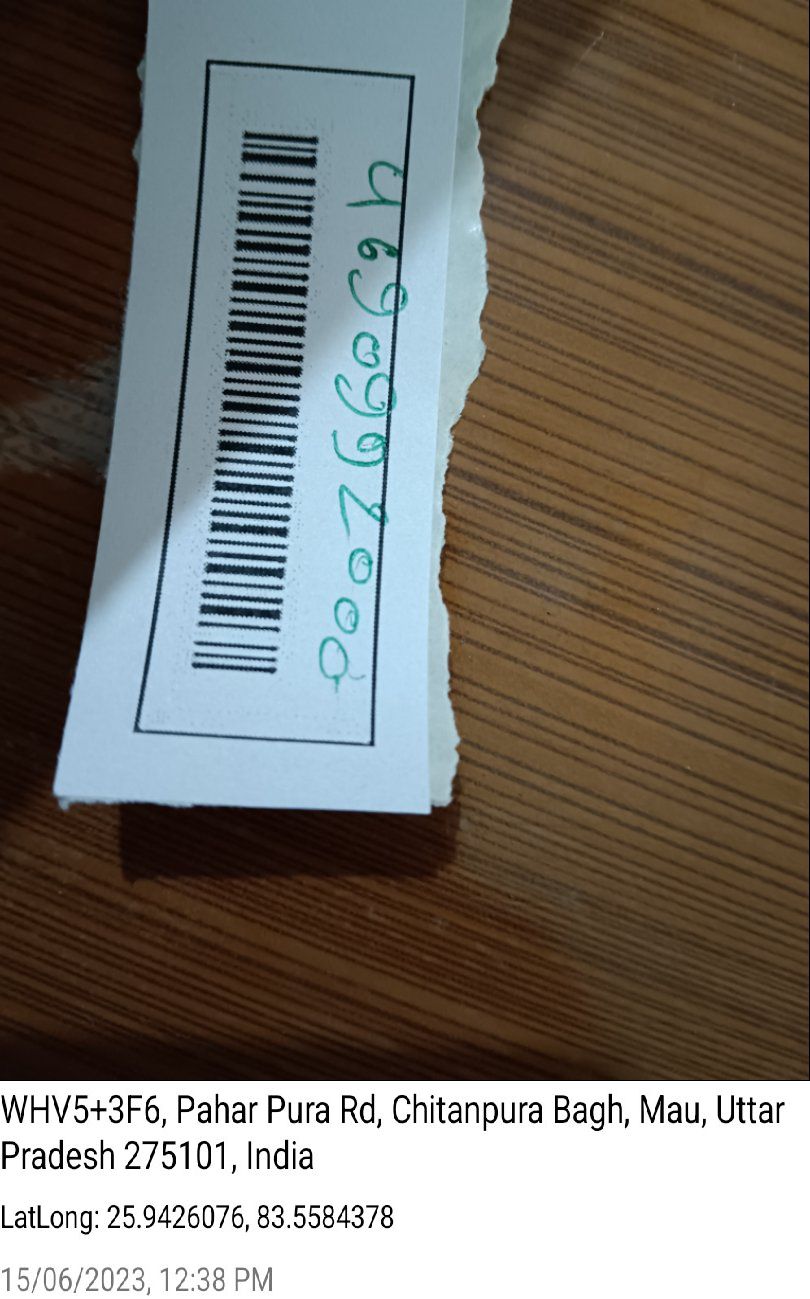 4690992000
WHV5+3F6, Pahar Pura Rd, Chitanpura Bagh, Mau, Uttar
Pradesh 275101, India
LatLong: 25.9426076, 83.5584378
15/06/2023, 12:38 PM